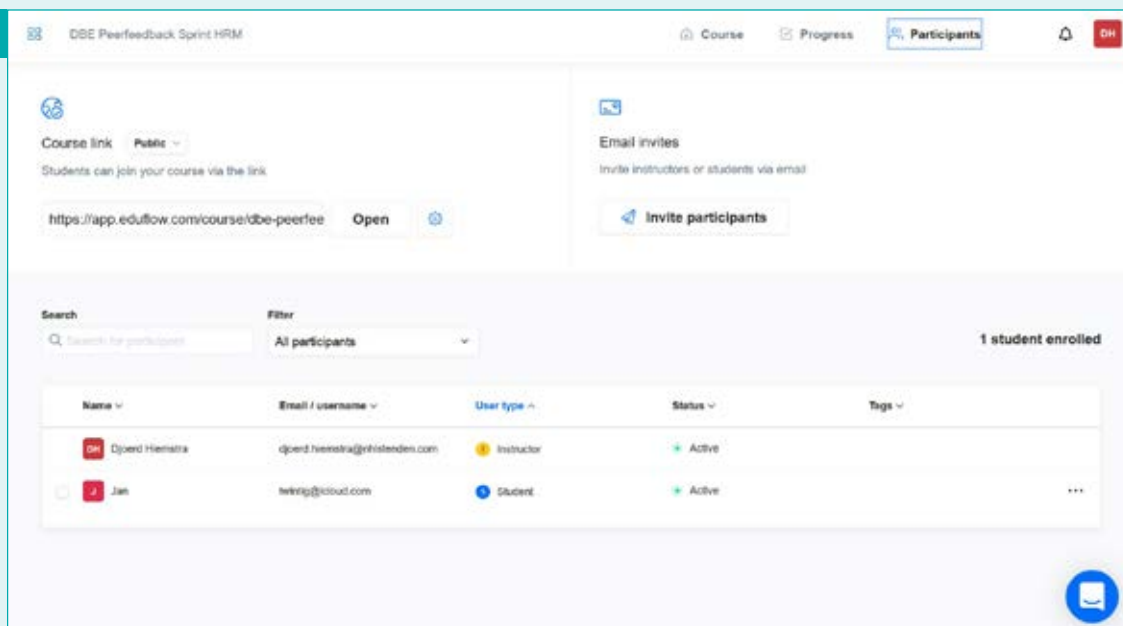 DBE Peerfeedback Sprint HRM Course Progress Participants DH
Course link Public
Students can join your course via the link
https://app.eduflow.com/course/dbe-peerfee Open
Email invites
Invite instructors or students via email
Invite participants
Search Filter
Search for participant All participants 1 student enrolled
Name Email / username User type Status Tags
DH Djoerd Hiemstra djoerd.hiemstra@nhlstenden.com Instructor Active
J Jan Student Active